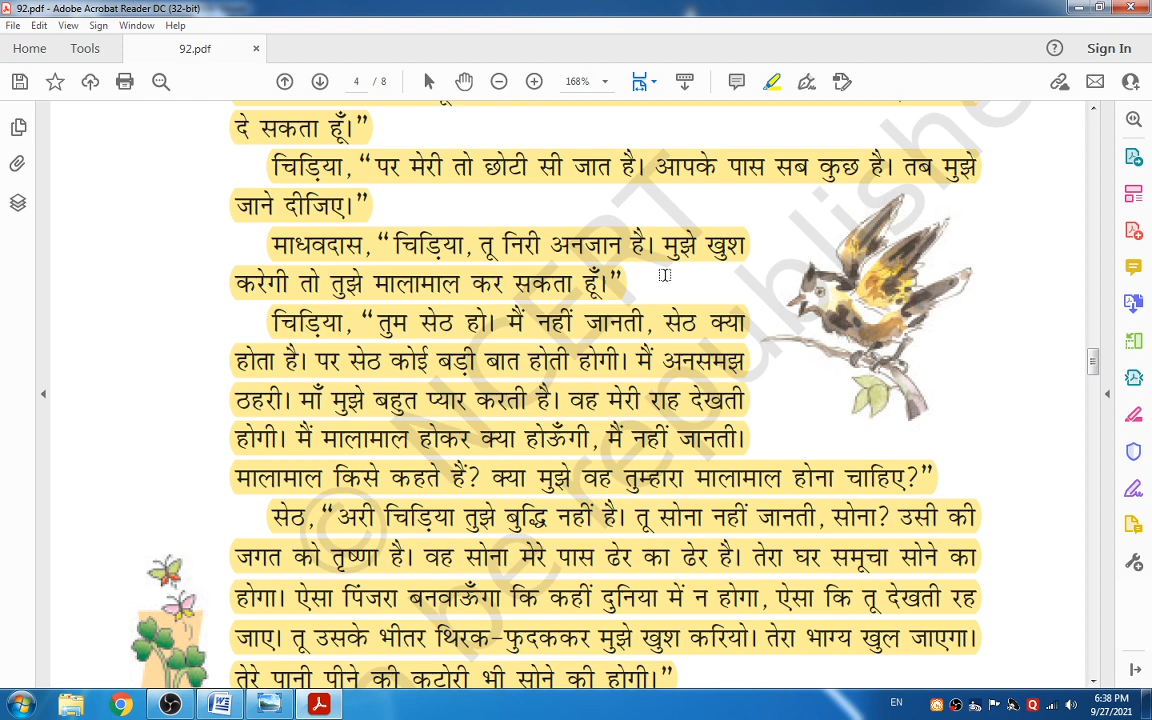 92.pdf - Adobe Acrobat Reader DC (32-bit)
File Edit View Sign Window Help
Home Tools 92.pdf × Sign In
4 / 8 168%
दे सकता हूँ।”
चिड़िया, “पर मेरी तो छोटी सी जात है। आपके पास सब कुछ है। तब मुझे
जाने दीजिए।”
माधवदास, “चिड़िया, तू निरी अनजान है। मुझे खुश
करेगी तो तुझे मालामाल कर सकता हूँ।”
चिड़िया, “तुम सेठ हो। मैं नहीं जानती, सेठ क्या
होता है। पर सेठ कोई बड़ी बात होती होगी। मैं अनसमझ
ठहरी। माँ मुझे बहुत प्यार करती है। वह मेरी राह देखती
होगी। मैं मालामाल होकर क्या होऊँगी, मैं नहीं जानती।
मालामाल किसे कहते हैं? क्या मुझे वह तुम्हारा मालामाल होना चाहिए?”
सेठ, “अरी चिड़िया तुझे बुद्धि नहीं है। तू सोना नहीं जानती, सोना? उसी की
जगत को तृष्णा है। वह सोना मेरे पास ढेर का ढेर है। तेरा घर समूचा सोने का
होगा। ऐसा पिंजरा बनवाऊँगा कि कहीं दुनिया में न होगा, ऐसा कि तू देखती रह
जाए। तू उसके भीतर थिरक-फुदककर मुझे खुश करियो। तेरा भाग्य खुल जाएगा।
तेरे पानी पीने की कटोरी भी सोने की होगी।”
© NCERT
be republishe
EN 6:38 PM
9/27/2021